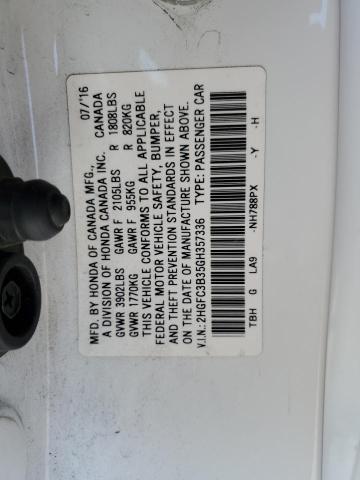 MFD. BY HONDA OF CANADA MFG., 07/'16
A DIVISION OF HONDA CANADA INC. CANADA
GVWR 3902LBS GAWR F 2105LBS R 1808LBS
GVWR 1770KG GAWR F 955KG R 820KG
THIS VEHICLE CONFORMS TO ALL APPLICABLE
FEDERAL MOTOR VEHICLE SAFETY, BUMPER,
AND THEFT PREVENTION STANDARDS IN EFFECT
ON THE DATE OF MANUFACTURE SHOWN ABOVE.
V.I.N.: 2HGFC3B35GH357336 TYPE: PASSENGER CAR
TBH G LA9 -NH788PX -Y -H